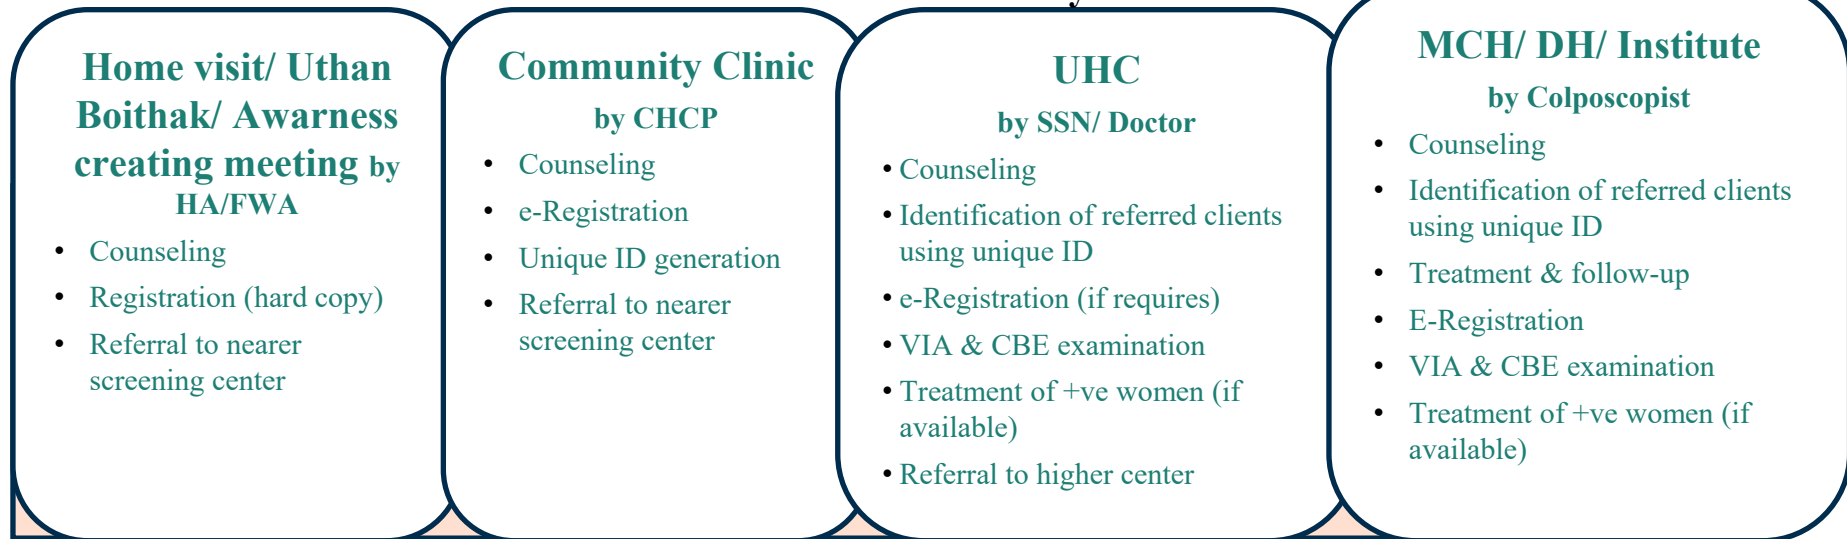 Home visit/ Uthan
Boithak/ Awarness
creating meeting by
HA/FWA
• Counseling
• Registration (hard copy)
• Referral to nearer
screening center
Community Clinic
by CHCP
• Counseling
• e-Registration
• Unique ID generation
• Referral to nearer
screening center
UHC
by SSN/ Doctor
• Counseling
• Identification of referred clients
using unique ID
• e-Registration (if requires)
• VIA & CBE examination
• Treatment of +ve women (if
available)
• Referral to higher center
MCH/ DH/ Institute
by Colposcopist
• Counseling
• Identification of referred clients
using unique ID
• Treatment & follow-up
• E-Registration
• VIA & CBE examination
• Treatment of +ve women (if
available)